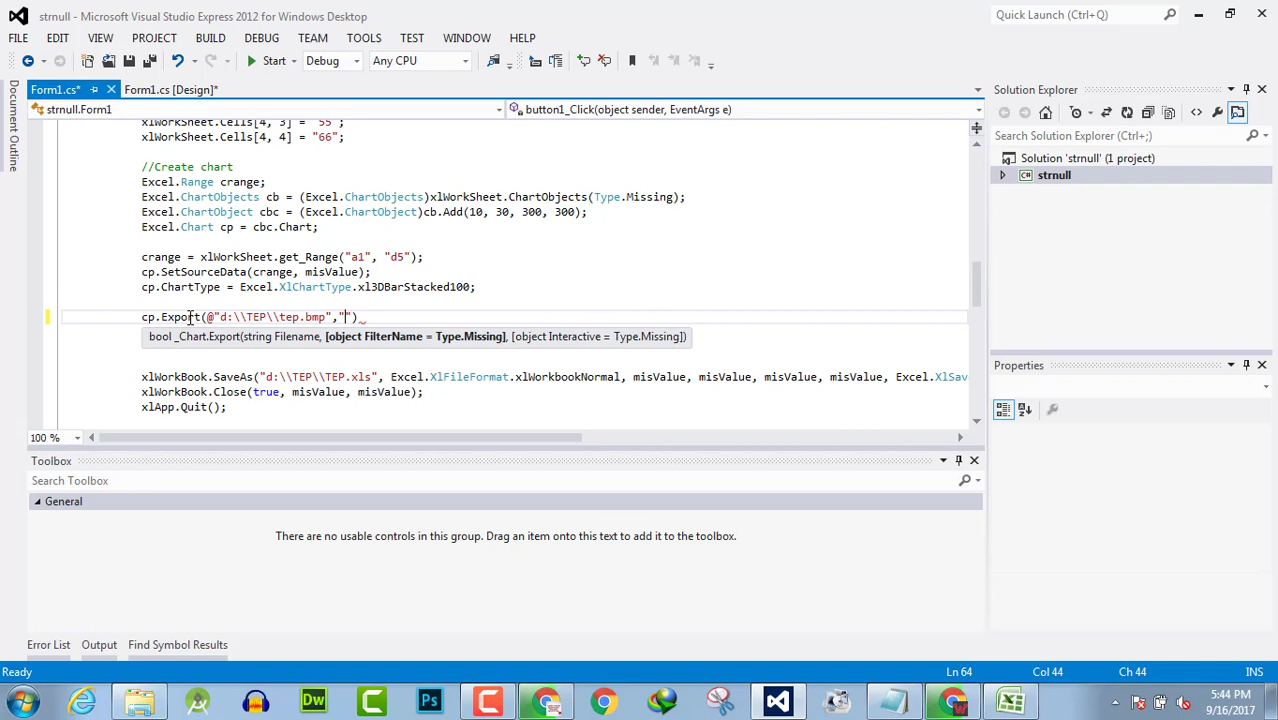 strnull - Microsoft Visual Studio Express 2012 for Windows Desktop
Quick Launch (Ctrl+Q)
FILE EDIT VIEW PROJECT BUILD DEBUG TEAM TOOLS TEST WINDOW HELP
Start Debug Any CPU
Document Outline
Form1.cs* Form1.cs [Design]*
strnull.Form1 button1_Click(object sender, EventArgs e)
xlWorkSheet.Cells[4, 3] = "55";
xlWorkSheet.Cells[4, 4] = "66";
//Create chart
Excel.Range crange;
Excel.ChartObjects cb = (Excel.ChartObjects)xlWorkSheet.ChartObjects(Type.Missing);
Excel.ChartObject cbc = (Excel.ChartObject)cb.Add(10, 30, 300, 300);
Excel.Chart cp = cbc.Chart;
crange = xlWorkSheet.get_Range("a1", "d5");
cp.SetSourceData(crange, misValue);
cp.ChartType = Excel.XlChartType.xl3DBarStacked100;
cp.Export(@"d:\\TEP\\tep.bmp","")
bool _Chart.Export(string Filename, [object FilterName = Type.Missing], [object Interactive = Type.Missing])
xlWorkBook.SaveAs("d:\\TEP\\TEP.xls", Excel.XlFileFormat.xlWorkbookNormal, misValue, misValue, misValue, misValue, Excel.XlSav
xlWorkBook.Close(true, misValue, misValue);
xlApp.Quit();
100 %
Toolbox
Search Toolbox
General
There are no usable controls in this group. Drag an item onto this text to add it to the toolbox.
Error List Output Find Symbol Results
Solution Explorer
Search Solution Explorer (Ctrl+;)
Solution 'strnull' (1 project)
C# strnull
Properties
Ready Ln 64 Col 44 Ch 44 INS
Dw Ps
5:44 PM
9/16/2017